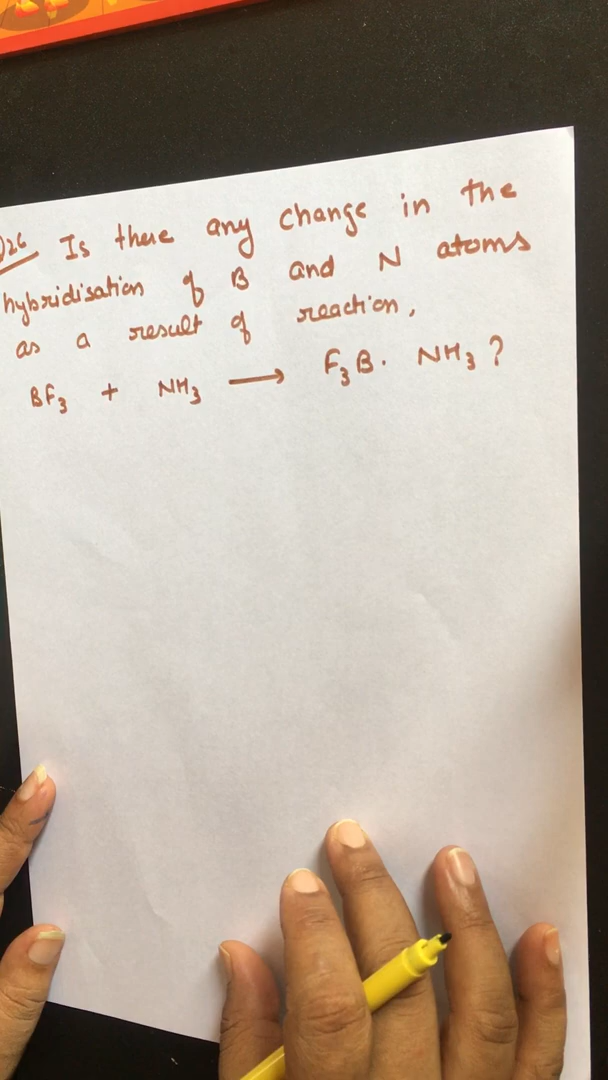 Q26 Is there any change in the
hybridisation of B and N atoms
as a result of reaction,
BF₃ + NH₃ ⟶ F₃B. NH₃?